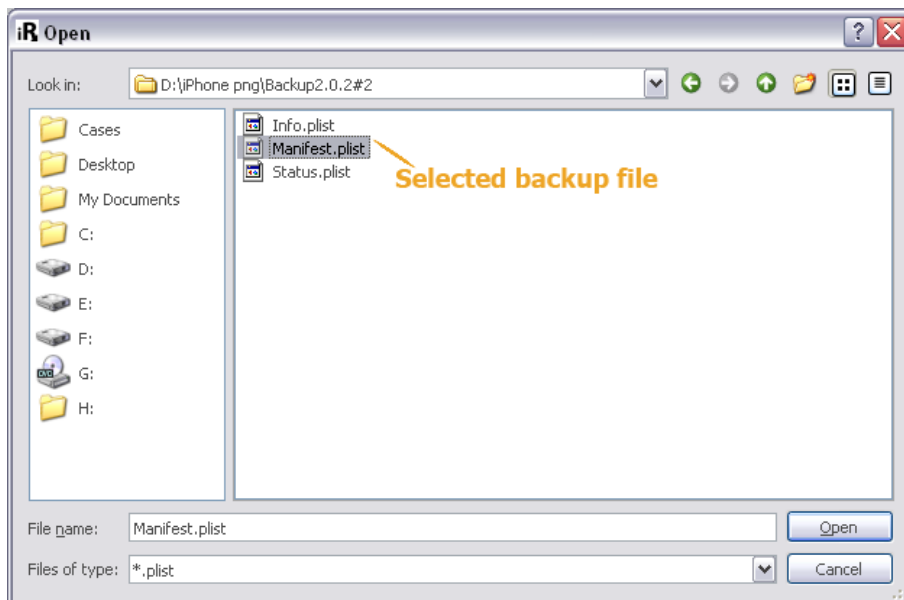 iR Open
Look in:
D:\iPhone png\Backup2.0.2#2
Cases
Desktop
My Documents
C:
D:
E:
F:
DVD
G:
H:
Info.plist
Manifest.plist
Status.plist
Selected backup file
File name:
Manifest.plist
Open
Files of type:
*.plist
Cancel